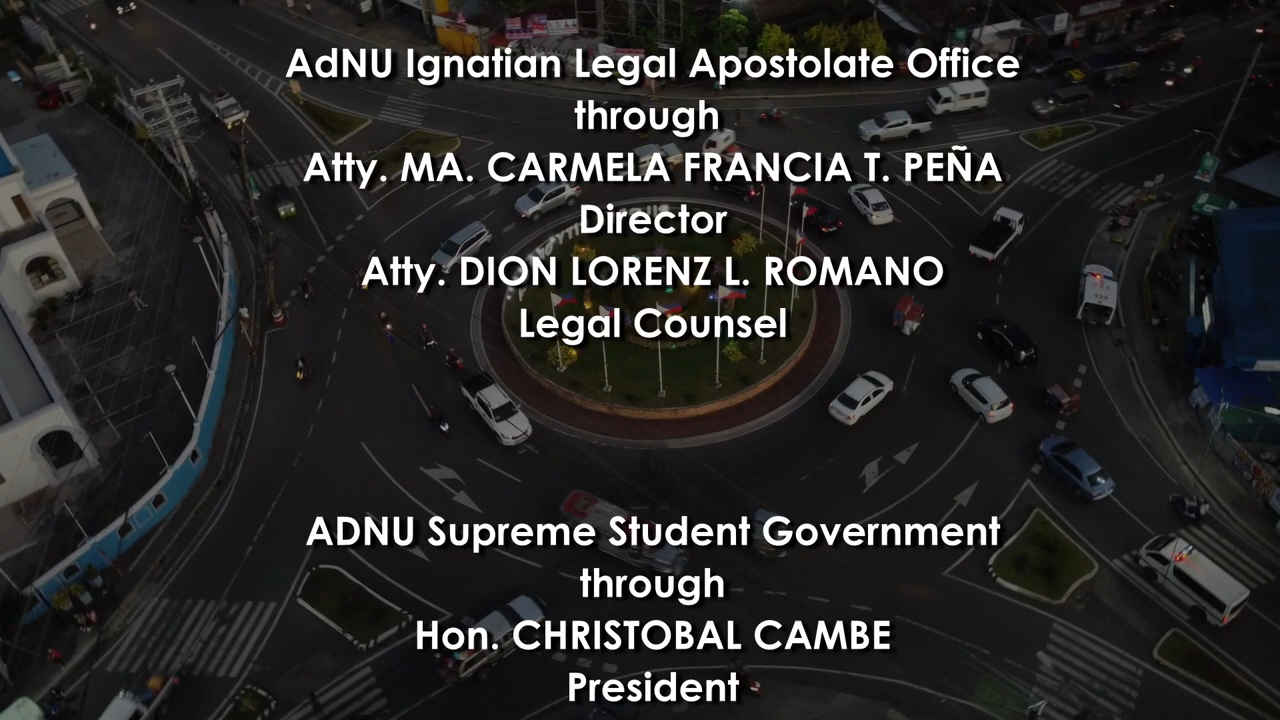 AdNU Ignatian Legal Apostolate Office
through
Atty. MA. CARMELA FRANCIA T. PEÑA
Director
Atty. DION LORENZ L. ROMANO
Legal Counsel
ADNU Supreme Student Government
through
Hon. CHRISTOBAL CAMBE
President